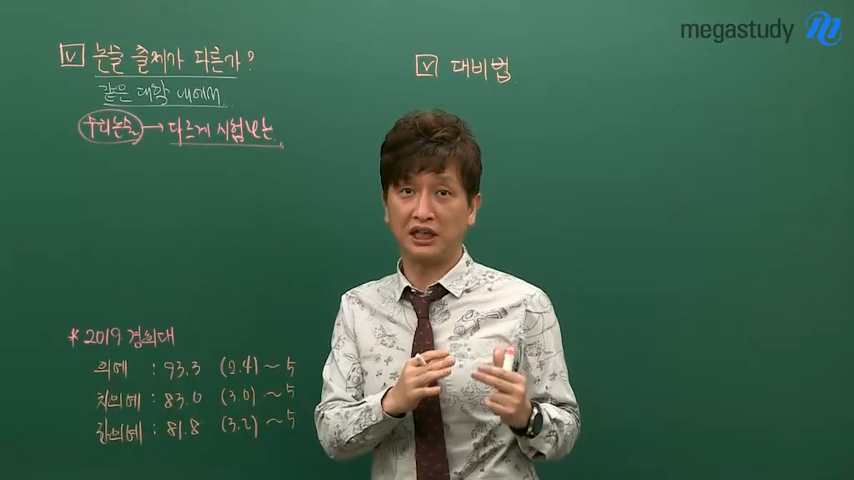 megastudy
논술 출제가 다른가?
같은 대학 내에서
수리논술 → 다르게 시험보는
대비법
* 2019 경희대
의예 : 93.3 (2.4) ~ 5
치의예 : 83.0 (3.0) ~ 5
한의예 : 81.8 (3.2) ~ 5